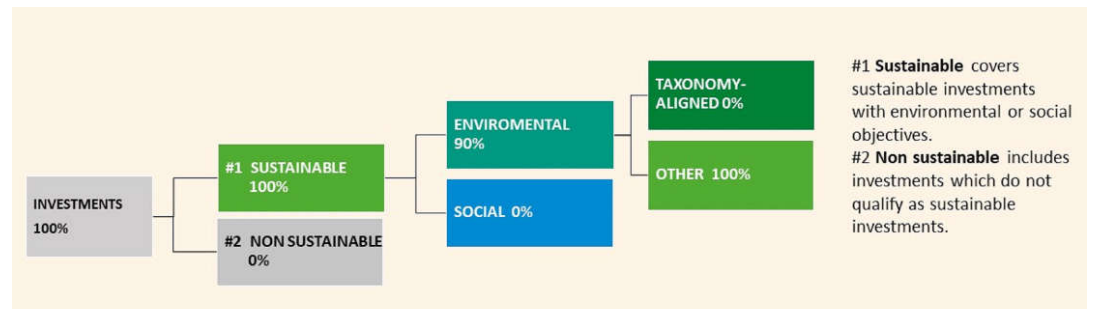 INVESTMENTS
100%
#1 SUSTAINABLE
100%
#2 NON SUSTAINABLE
0%
ENVIROMENTAL
90%
SOCIAL 0%
TAXONOMY-
ALIGNED 0%
OTHER 100%
#1 Sustainable covers
sustainable investments
with environmental or social
objectives.
#2 Non sustainable includes
investments which do not
qualify as sustainable
investments.